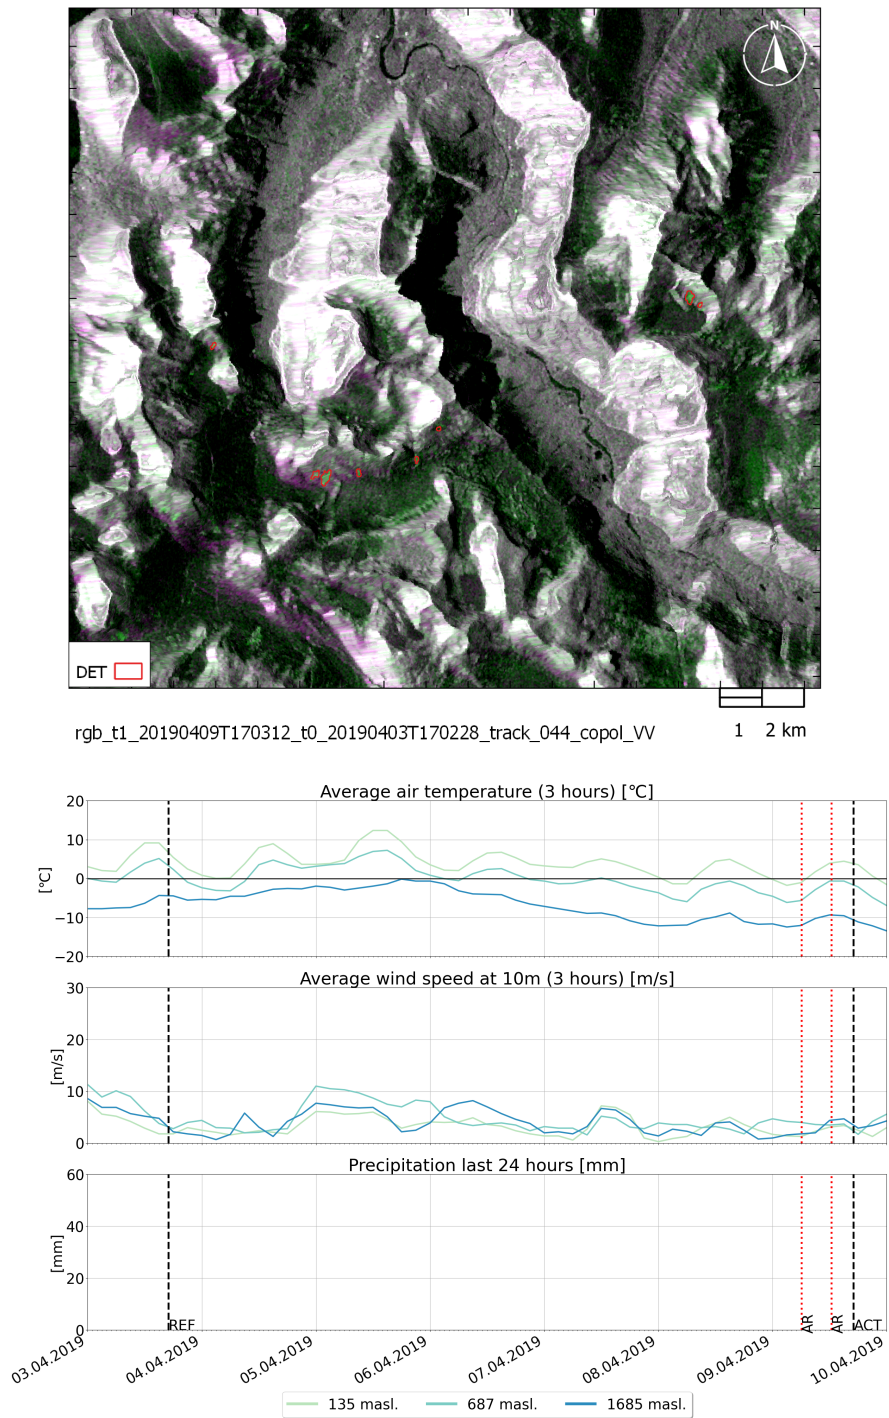 N
DET
rgb_t1_20190409T170312_t0_20190403T170228_track_044_copol_VV
1 2 km
Average air temperature (3 hours) [°C]
20
10
0
−10
−20
[°C]
Average wind speed at 10m (3 hours) [m/s]
30
20
10
0
[m/s]
Precipitation last 24 hours [mm]
60
40
20
0
[mm]
REF
AR
AR
ACT
03.04.2019
04.04.2019
05.04.2019
06.04.2019
07.04.2019
08.04.2019
09.04.2019
10.04.2019
135 masl.
687 masl.
1685 masl.